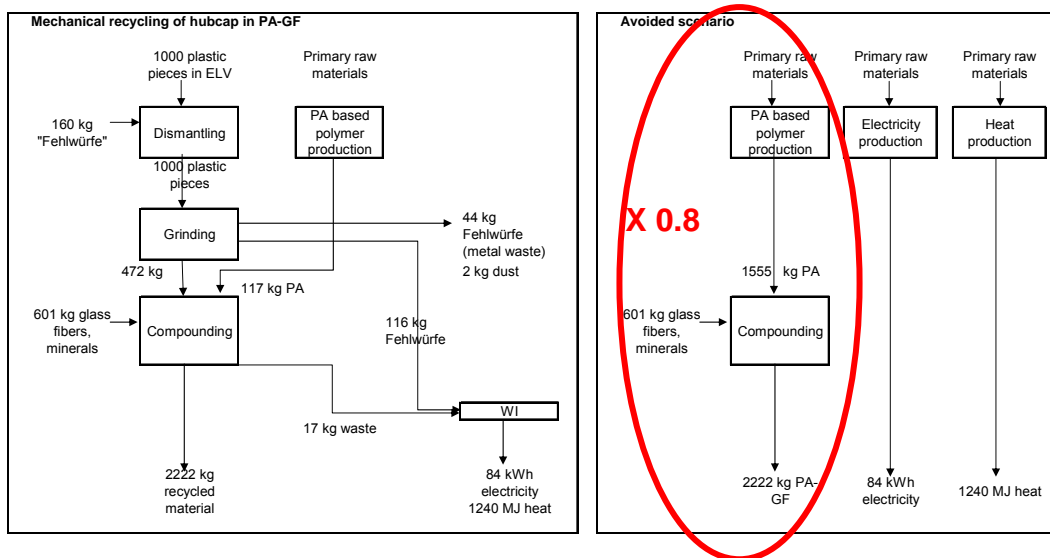 Mechanical recycling of hubcap in PA-GF
1000 plastic
pieces in ELV
Primary raw
materials
160 kg
"Fehlwürfe"
Dismantling
PA based
polymer
production
1000 plastic
pieces
Grinding
44 kg
Fehlwürfe
(metal waste)
2 kg dust
472 kg
117 kg PA
601 kg glass
fibers,
minerals
Compounding
116 kg
Fehlwürfe
WI
17 kg waste
2222 kg
recycled
material
84 kWh
electricity
1240 MJ heat
Avoided scenario
Primary raw
materials
Primary raw
materials
Primary raw
materials
PA based
polymer
production
Electricity
production
Heat
production
X 0.8
1555 kg PA
601 kg glass
fibers,
minerals
Compounding
2222 kg PA-
GF
84 kWh
electricity
1240 MJ heat